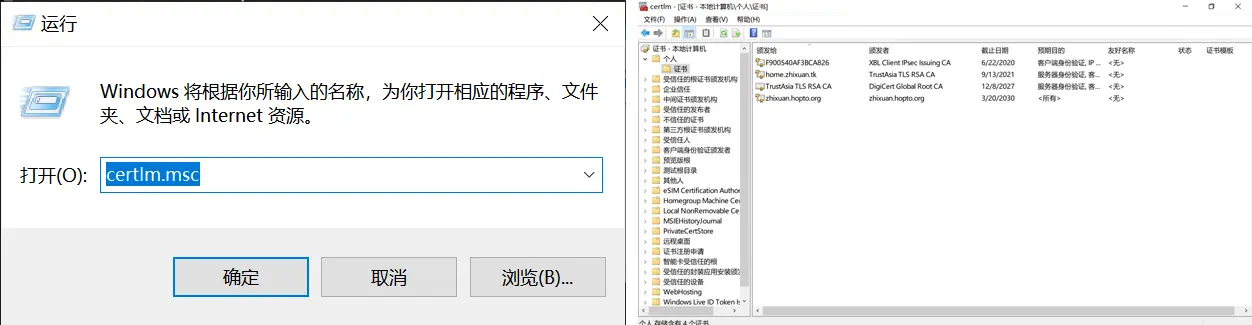 运行
Windows 将根据你所输入的名称，为你打开相应的程序、文件
夹、文档或 Internet 资源。
打开(O):
certlm.msc
确定
取消
浏览(B)...
certlm - [证书 - 本地计算机\个人\证书]
文件(F) 操作(A) 查看(V) 帮助(H)
证书 - 本地计算机
个人
证书
受信任的根证书颁发机构
企业信任
中间证书颁发机构
受信任的发布者
不信任的证书
第三方根证书颁发机构
受信任人
客户端身份验证颁发者
预览版根
测试根目录
其他人
eSIM Certification Author
Homegroup Machine Cer
Local NonRemovable Ce
MSIEHistoryJournal
PrivateCertStore
远程桌面
证书注册申请
智能卡受信任的根
受信任的封装应用安装颁发
受信任的设备
WebHosting
Windows Live ID Token Is
颁发给 颁发者 截止日期 预期目的 友好名称 状态 证书模板
F900540AF3BCA826 XBL Client IPsec Issuing CA 6/22/2020 客户端身份验证, IP ... <无>
home.zhixuan.tk TrustAsia TLS RSA CA 9/13/2021 服务器身份验证, 客... <无>
TrustAsia TLS RSA CA DigiCert Global Root CA 12/8/2027 服务器身份验证, 客... <无>
zhixuan.hopto.org zhixuan.hopto.org 3/20/2030 <所有> <无>
个人 存储含有 4 个证书。